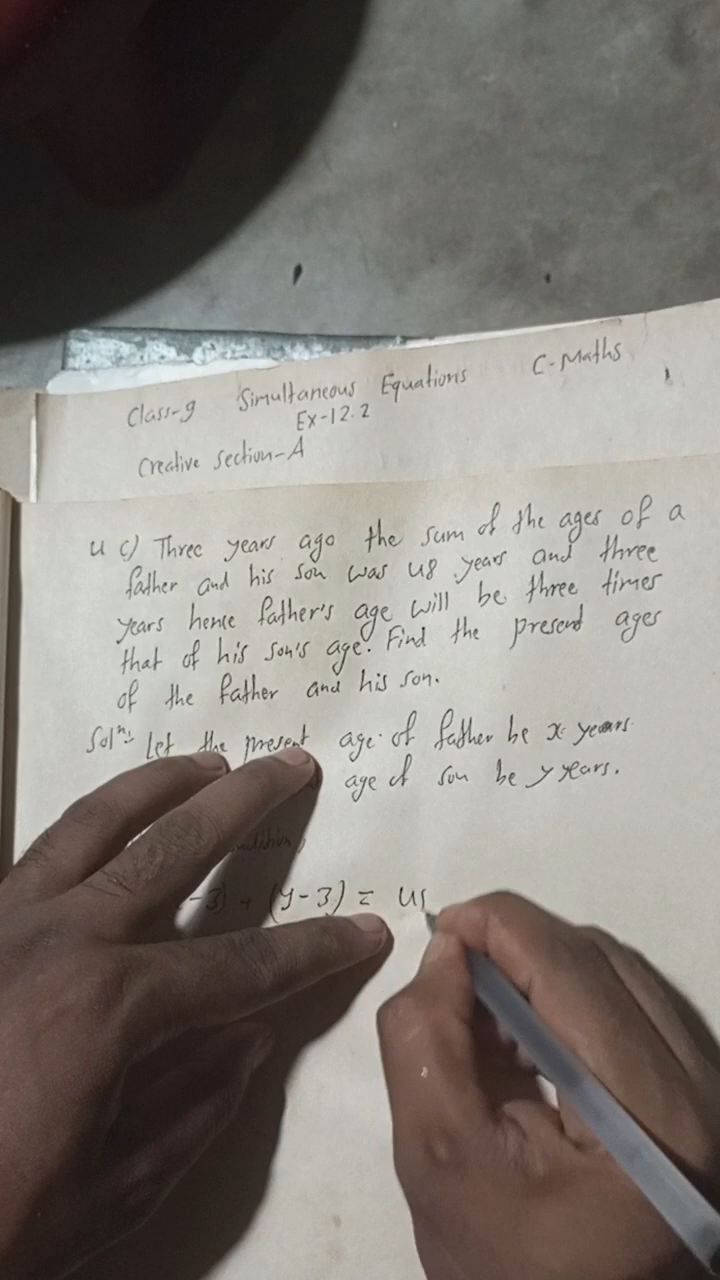 Class-9 Simultaneous Equations C-Maths
Ex-12.2
Creative Section-A
4 c) Three years ago the sum of the ages of a
father and his son was 48 years and three
years hence father's age will be three times
that of his son's age. Find the present ages
of the father and his son.
Solⁿ:- Let the present age of father be x years
age of son be y years.
-3) + (y-3) = 4